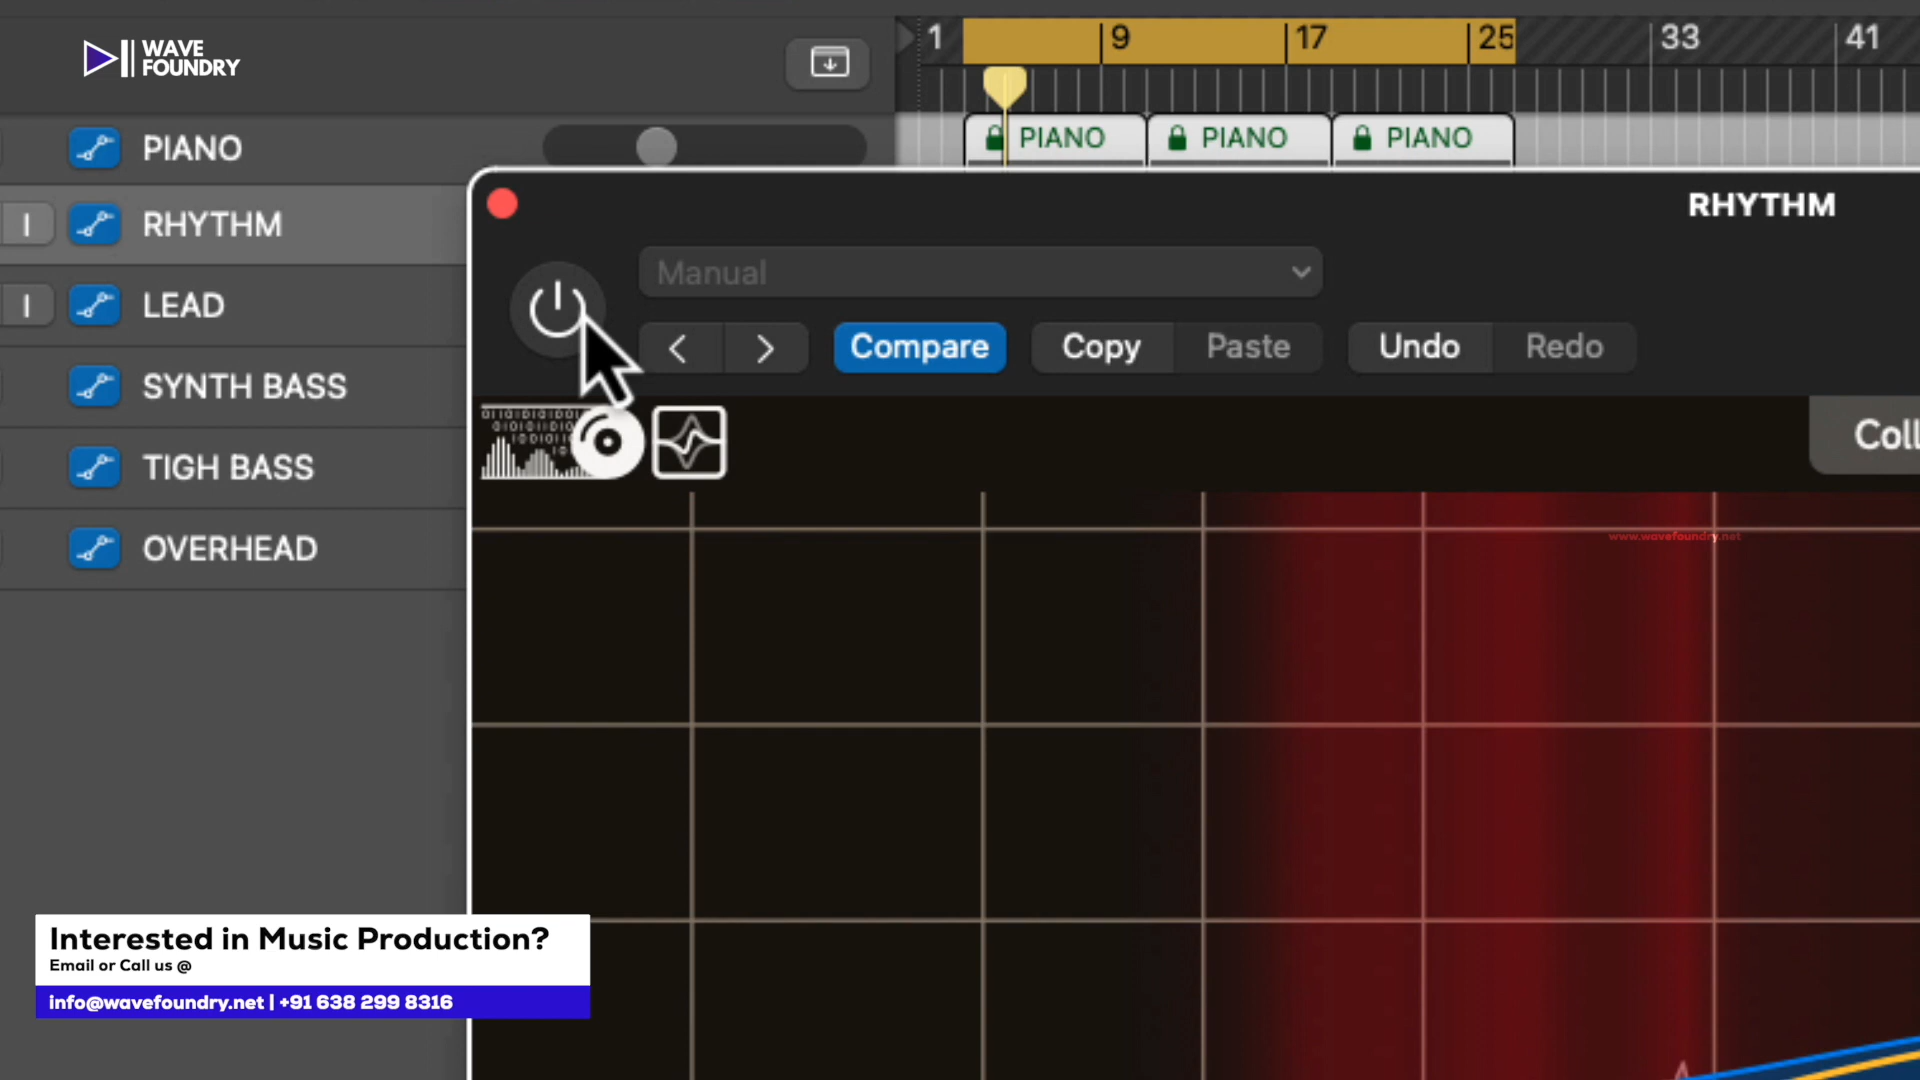 WAVE
FOUNDRY
1 9 17 25 33 41
PIANO
PIANO PIANO PIANO
RHYTHM
I RHYTHM
Manual
I LEAD
Compare Copy Paste Undo Redo
SYNTH BASS
Coll
TIGH BASS
www.wavefoundry.net
OVERHEAD
Interested in Music Production?
Email or Call us @
info@wavefoundry.net | +91 638 299 8316